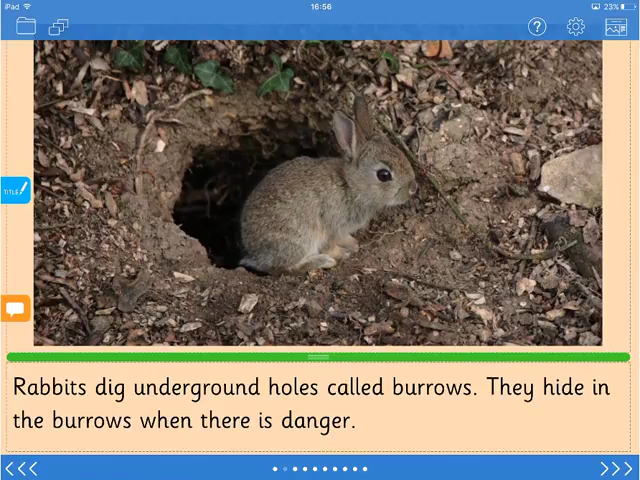 iPad 16:56 23%
?
TITLE
Rabbits dig underground holes called burrows. They hide in
the burrows when there is danger.